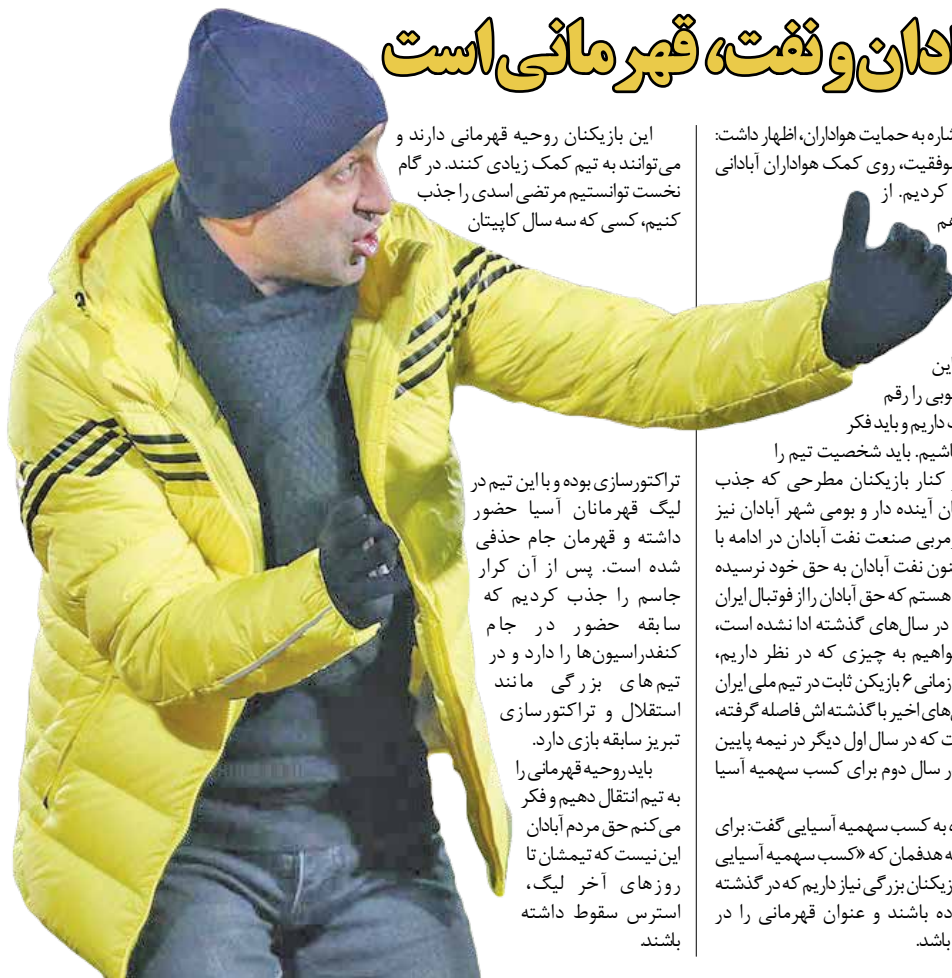 ادان و نفت، قهرمانی است
شاره به حمایت هواداران، اظهار داشت:
وفقیت، روی کمک هواداران آبادانی
کردیم. از
هم
این
وبی را رقم
داریم و باید فکر
اشیم. باید شخصیت تیم را
کنار بازیکنان مطرحی که جذب
ان آینده دار و بومی شهر آبادان نیز
مربی صنعت نفت آبادان در ادامه با
نون نفت آبادان به حق خود نرسیده
هستم که حق آبادان را از فوتبال ایران
در سال‌های گذشته ادا نشده است،
واهیم به چیزی که در نظر داریم،
زمانی ۶ بازیکن ثابت در تیم ملی ایران
های اخیر با گذشته‌اش فاصله گرفته،
ت که در سال اول دیگر در نیمه پایین
ر سال دوم برای کسب سهمیه آسیا
ه به کسب سهمیه آسیایی گفت: برای
ه هدفمان که «کسب سهمیه آسیایی
زیکنان بزرگی نیاز داریم که در گذشته
ده باشند و عنوان قهرمانی را در
باشد.
این بازیکنان روحیه قهرمانی دارند و
می‌توانند به تیم کمک زیادی کنند. در گام
نخست توانستیم مرتضی اسدی را جذب
کنیم، کسی که سه سال کاپیتان
تراکتورسازی بوده و با این تیم در
لیگ قهرمانان آسیا حضور
داشته و قهرمان جام حذفی
شده است. پس از آن کرار
جاسم را جذب کردیم که
سابقه حضور در جام
کنفدراسیون‌ها را دارد و در
تیم‌های بزرگی مانند
استقلال و تراکتورسازی
تبریز سابقه بازی دارد.
باید روحیه قهرمانی را
به تیم انتقال دهیم و فکر
می‌کنم حق مردم آبادان
این نیست که تیمشان تا
روزهای آخر لیگ،
استرس سقوط داشته
باشند.